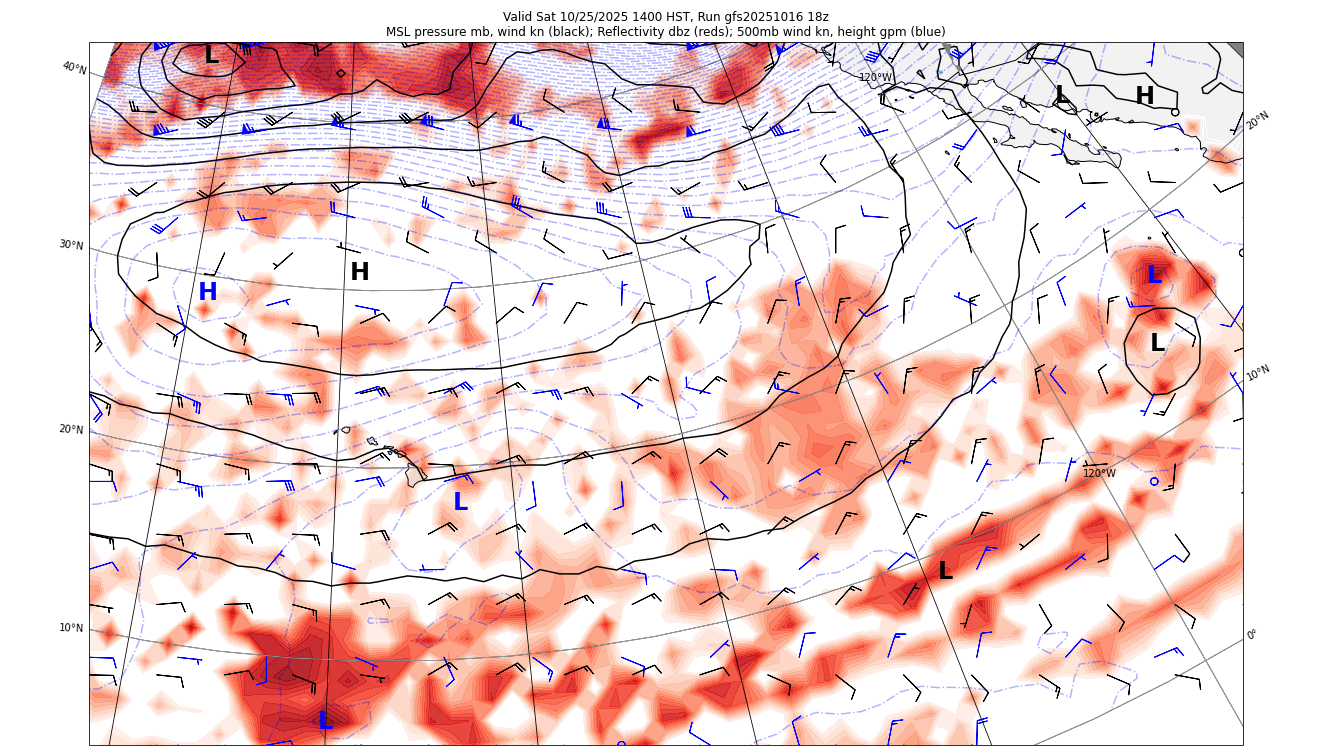 Valid Sat 10/25/2025 1400 HST, Run gfs20251016 18z
MSL pressure mb, wind kn (black); Reflectivity dbz (reds); 500mb wind kn, height gpm (blue)
L
40°N
120°W
L
H
20°N
30°N
H
H
L
L
10°N
20°N
L
120°W
L
10°N
0°
L